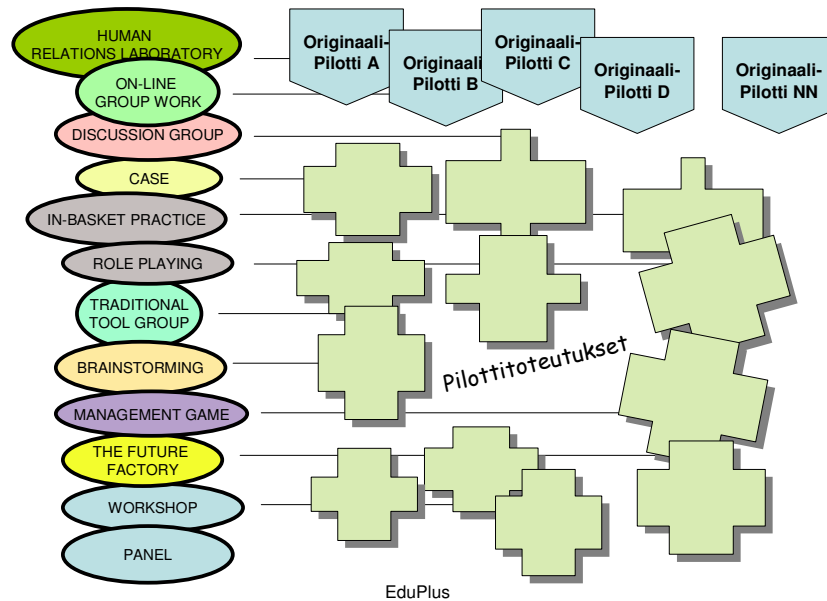 HUMAN
RELATIONS LABORATORY
ON-LINE
GROUP WORK
DISCUSSION GROUP
CASE
IN-BASKET PRACTICE
ROLE PLAYING
TRADITIONAL
TOOL GROUP
BRAINSTORMING
MANAGEMENT GAME
THE FUTURE
FACTORY
WORKSHOP
PANEL
Originaali-
Pilotti A
Originaali-
Pilotti B
Originaali-
Pilotti C
Originaali-
Pilotti D
Originaali-
Pilotti NN
Pilottitoteutukset
EduPlus